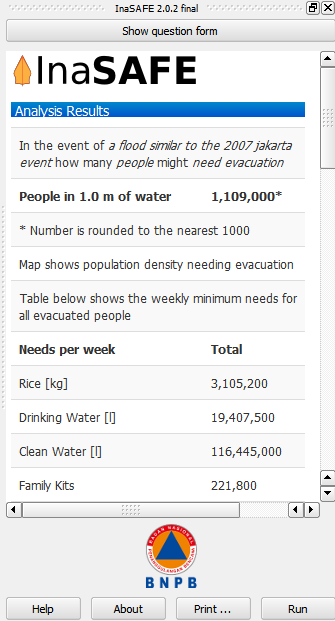 InaSAFE 2.0.2 final
Show question form
InaSAFE
Analysis Results
In the event of a flood similar to the 2007 jakarta
event how many people might need evacuation
People in 1.0 m of water 1,109,000*
* Number is rounded to the nearest 1000
Map shows population density needing evacuation
Table below shows the weekly minimum needs for
all evacuated people
Needs per week Total
Rice [kg] 3,105,200
Drinking Water [l] 19,407,500
Clean Water [l] 116,445,000
Family Kits 221,800
BADAN NASIONAL
PENANGGULANGAN BENCANA
BNPB
Help About Print ... Run